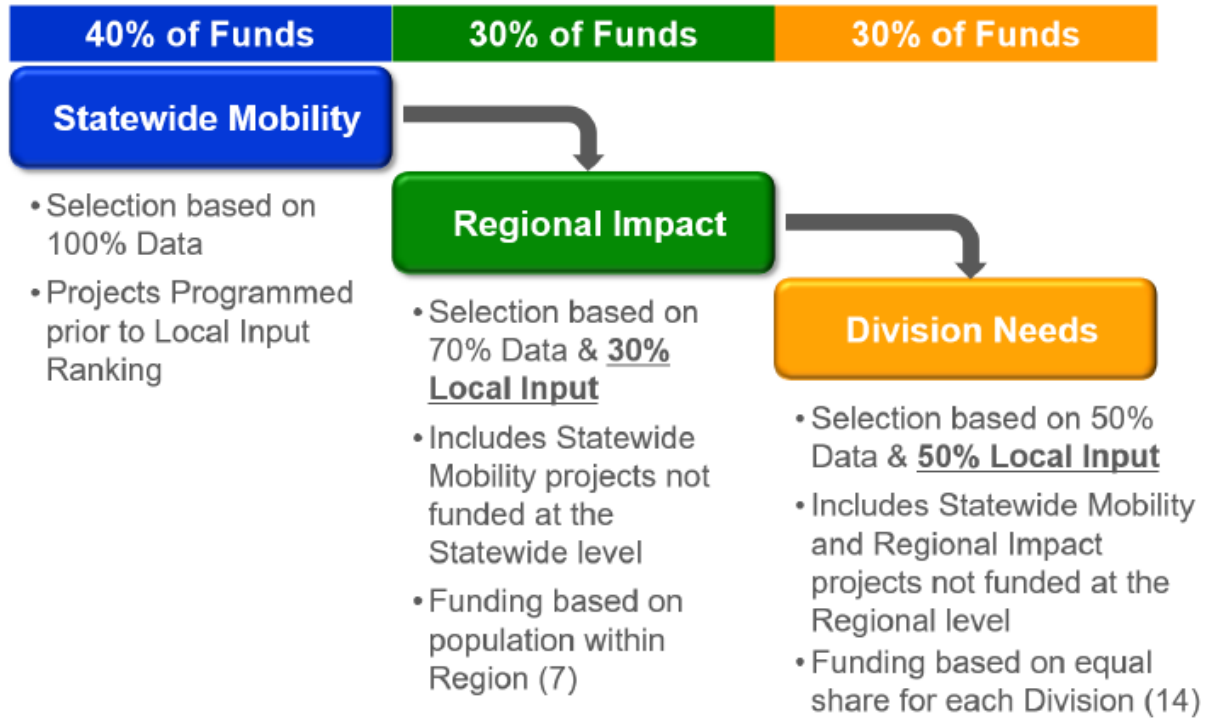 40% of Funds
30% of Funds
30% of Funds
Statewide Mobility
• Selection based on
100% Data
• Projects Programmed
prior to Local Input
Ranking
Regional Impact
• Selection based on
70% Data & 30%
Local Input
• Includes Statewide
Mobility projects not
funded at the
Statewide level
• Funding based on
population within
Region (7)
Division Needs
• Selection based on 50%
Data & 50% Local Input
• Includes Statewide Mobility
and Regional Impact
projects not funded at the
Regional level
• Funding based on equal
share for each Division (14)